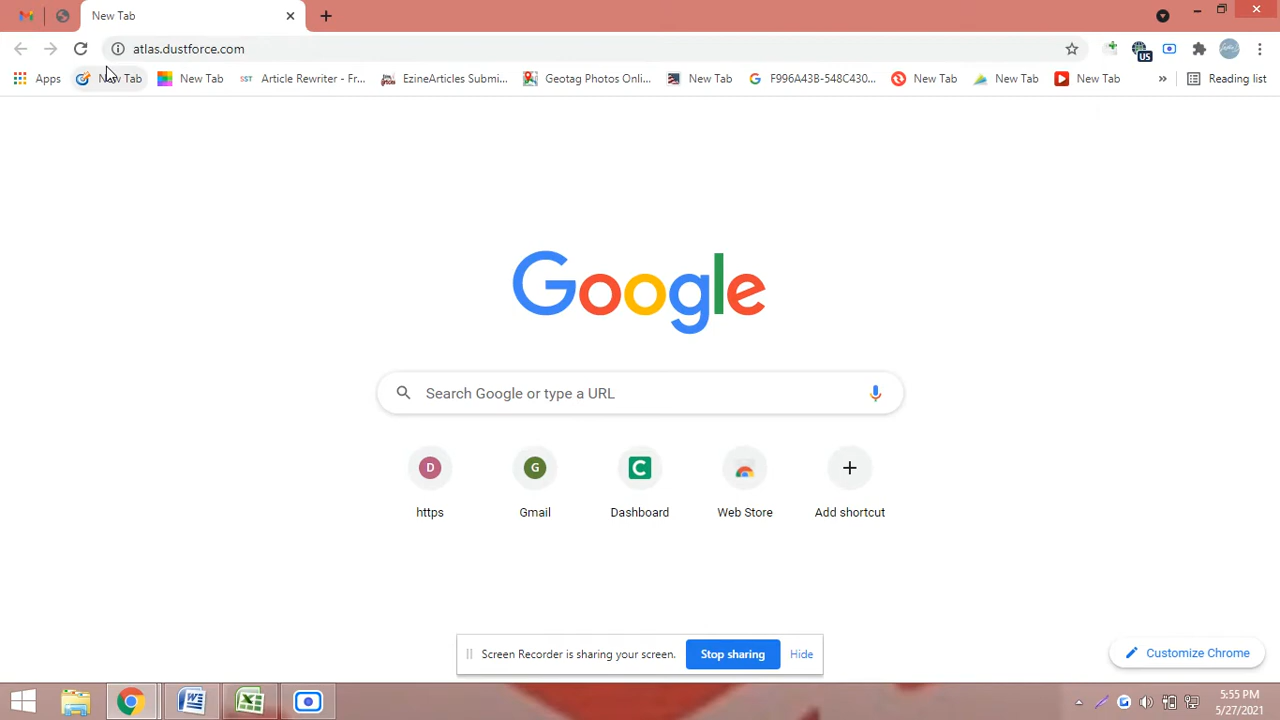 New Tab
atlas.dustforce.com
US
Apps New Tab New Tab SST Article Rewriter - Fr... EzineArticles Submi... Geotag Photos Onli... New Tab F996A43B-548C430... New Tab New Tab New Tab » Reading list
Google
Search Google or type a URL
D G C
https Gmail Dashboard Web Store Add shortcut
Screen Recorder is sharing your screen. Stop sharing Hide
Customize Chrome
5:55 PM
5/27/2021